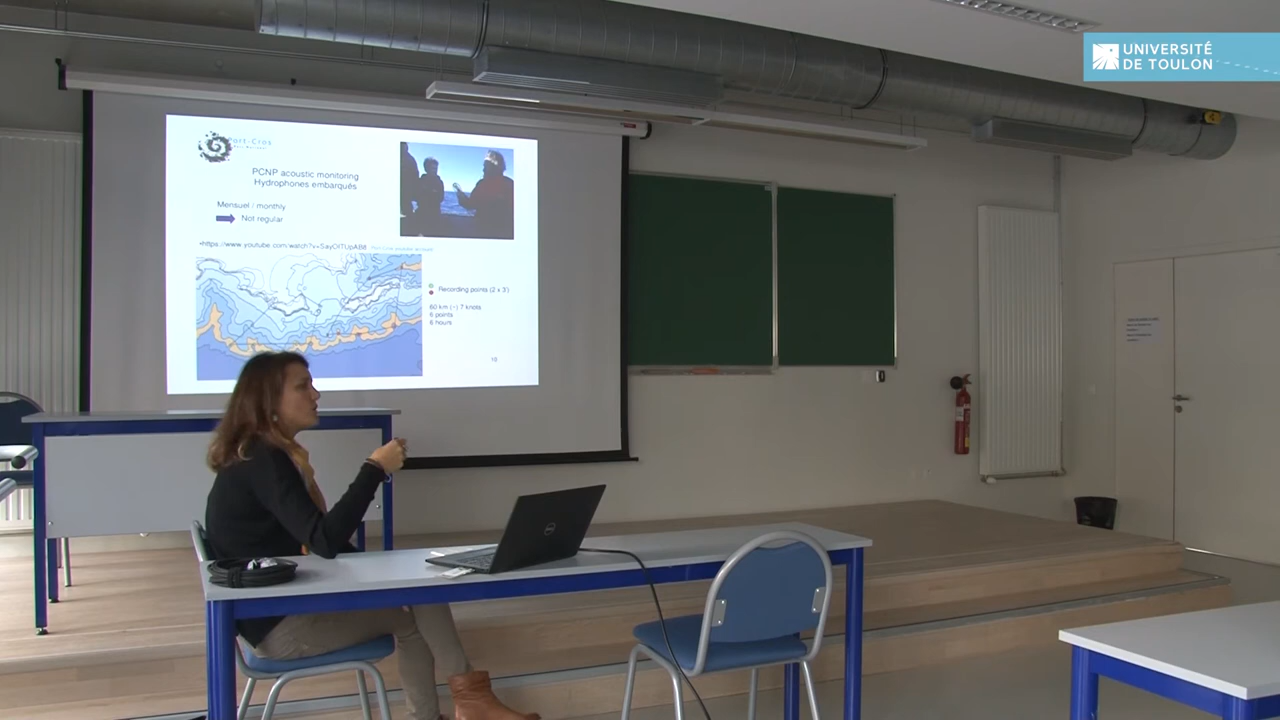 UNIVERSITÉ
DE TOULON
Port-Cros
PCNP acoustic monitoring
Hydrophones embarqués
Mensuel / monthly
Not regular
Recording points (2 x 3')
60 km (~) 7 knots
6 points
6 hours
10
DELL